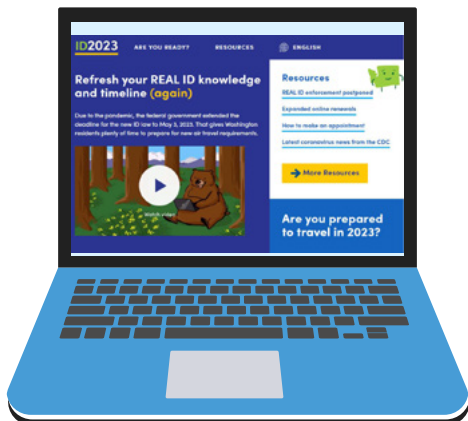 ID2023
ARE YOU READY?
RESOURCES
ENGLISH
Refresh your REAL ID knowledge
and timeline (again)
Due to the pandemic, the federal government extended the
deadline for the new ID law to May 3, 2023. That gives Washington
residents plenty of time to prepare for new air travel requirements.
Watch video
Resources
REAL ID enforcement postponed
Expanded online renewals
How to make an appointment
Latest coronavirus news from the CDC
More Resources
Are you prepared
to travel in 2023?